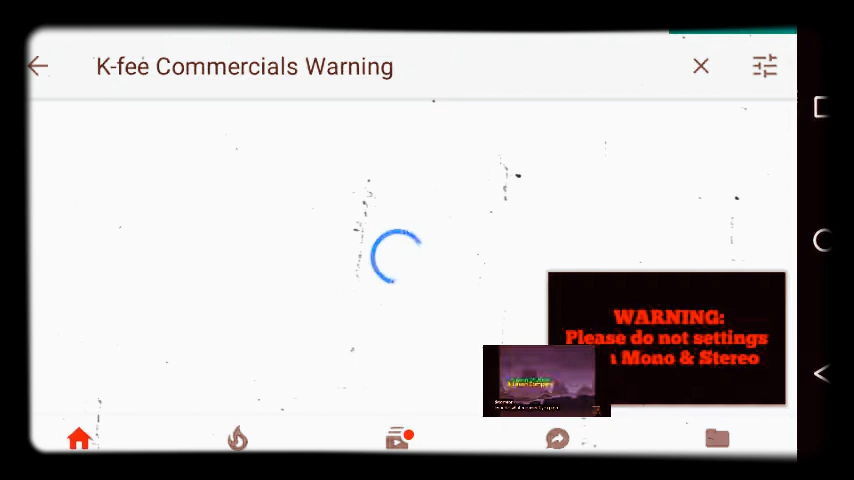 K-fee Commercials Warning
WARNING:
Please do not settings
Mono & Stereo